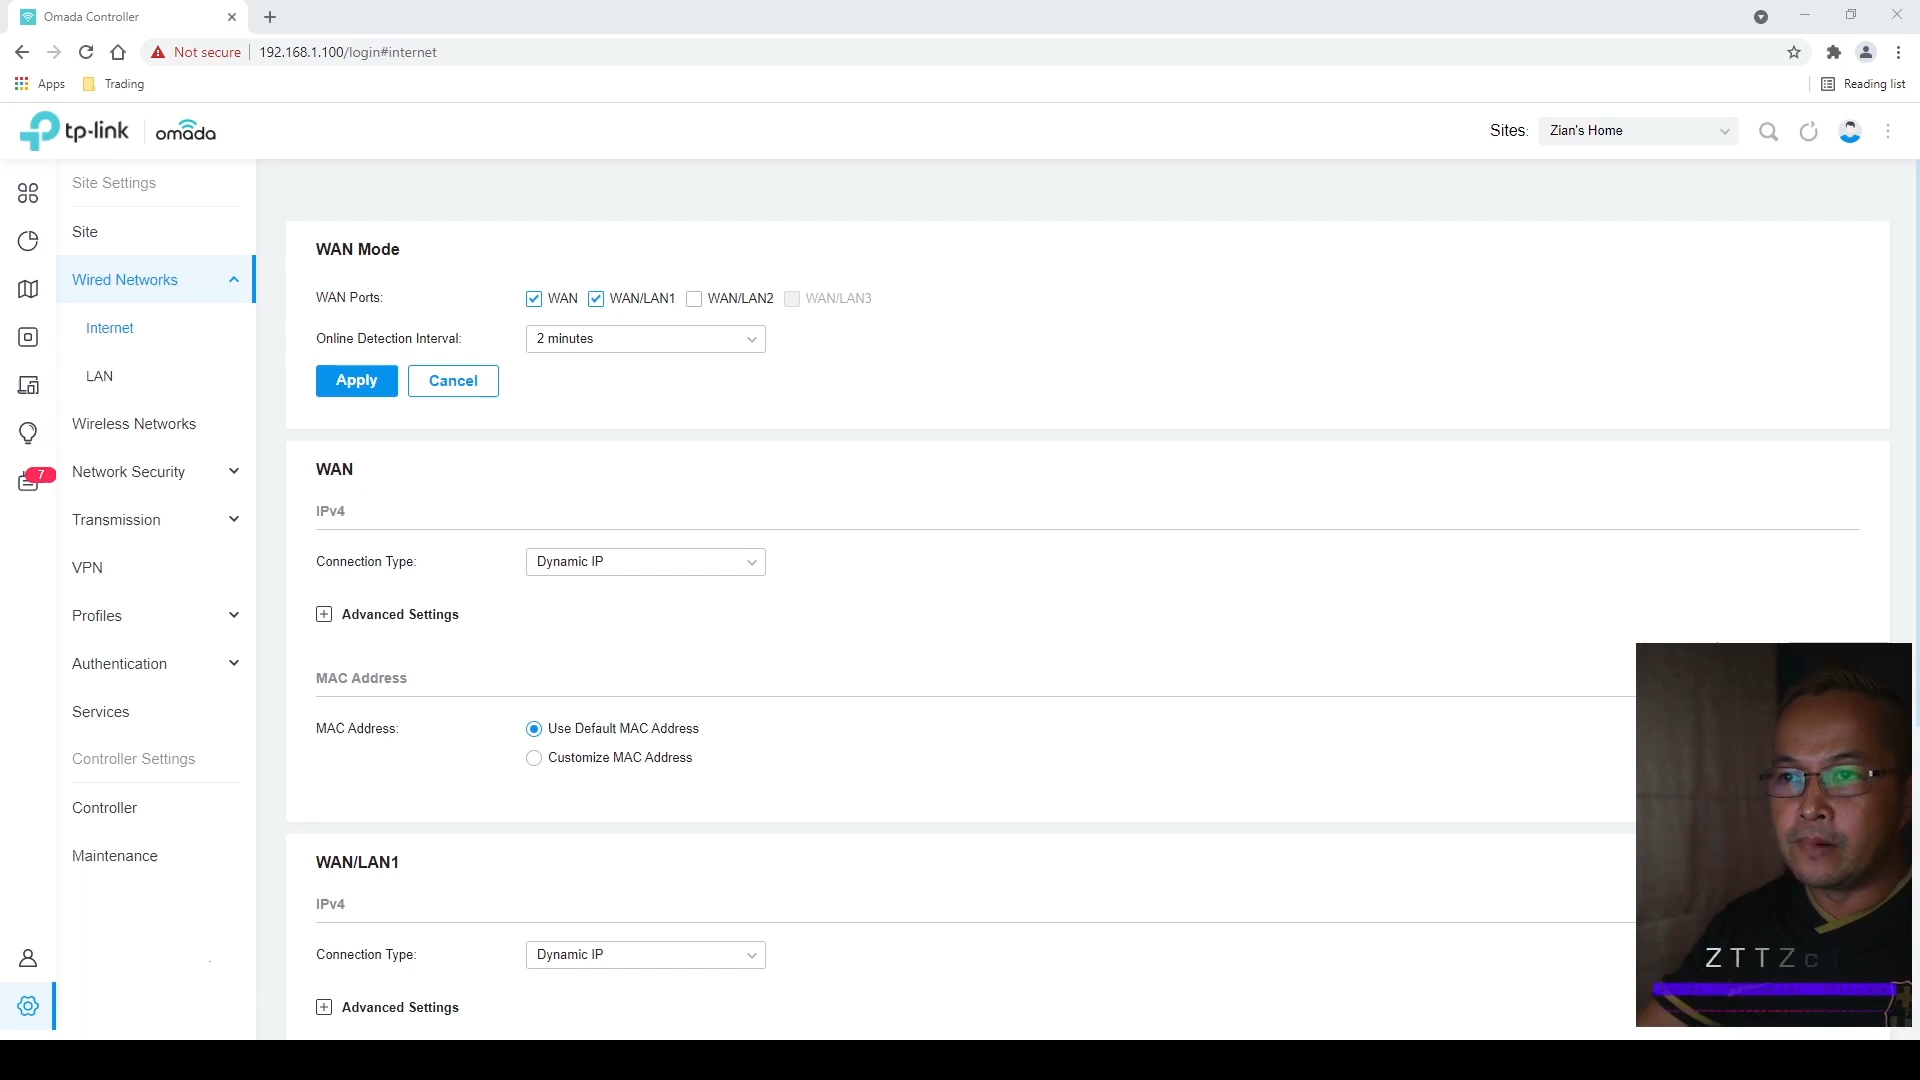 Omada Controller
Not secure
192.168.1.100/login#internet
Apps
Trading
Reading list
tp-link
omada
Sites:
Zian's Home
Site Settings
Site
Wired Networks
Internet
LAN
Wireless Networks
Network Security
7
Transmission
VPN
Profiles
Authentication
Services
Controller Settings
Controller
Maintenance
WAN Mode
WAN Ports:
WAN
WAN/LAN1
WAN/LAN2
WAN/LAN3
Online Detection Interval:
2 minutes
Apply
Cancel
WAN
IPv4
Connection Type:
Dynamic IP
Advanced Settings
MAC Address
MAC Address:
Use Default MAC Address
Customize MAC Address
WAN/LAN1
IPv4
Connection Type:
Dynamic IP
Advanced Settings